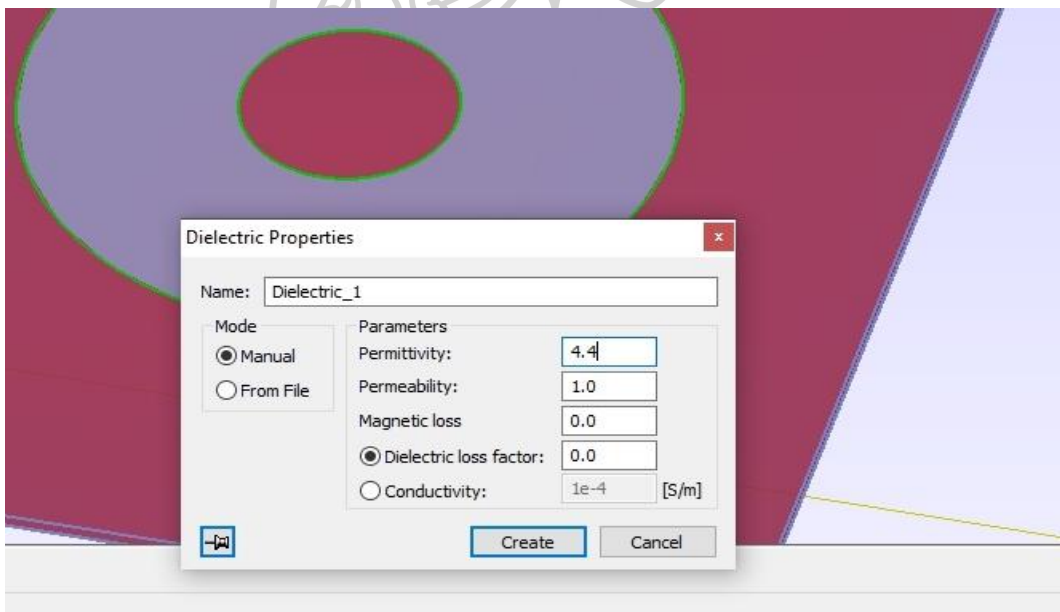 Dielectric Properties
x
Name: Dielectric_1
Mode
Manual
From File
Parameters
Permittivity: 4.4
Permeability: 1.0
Magnetic loss 0.0
Dielectric loss factor: 0.0
Conductivity: 1e-4 [S/m]
Create Cancel